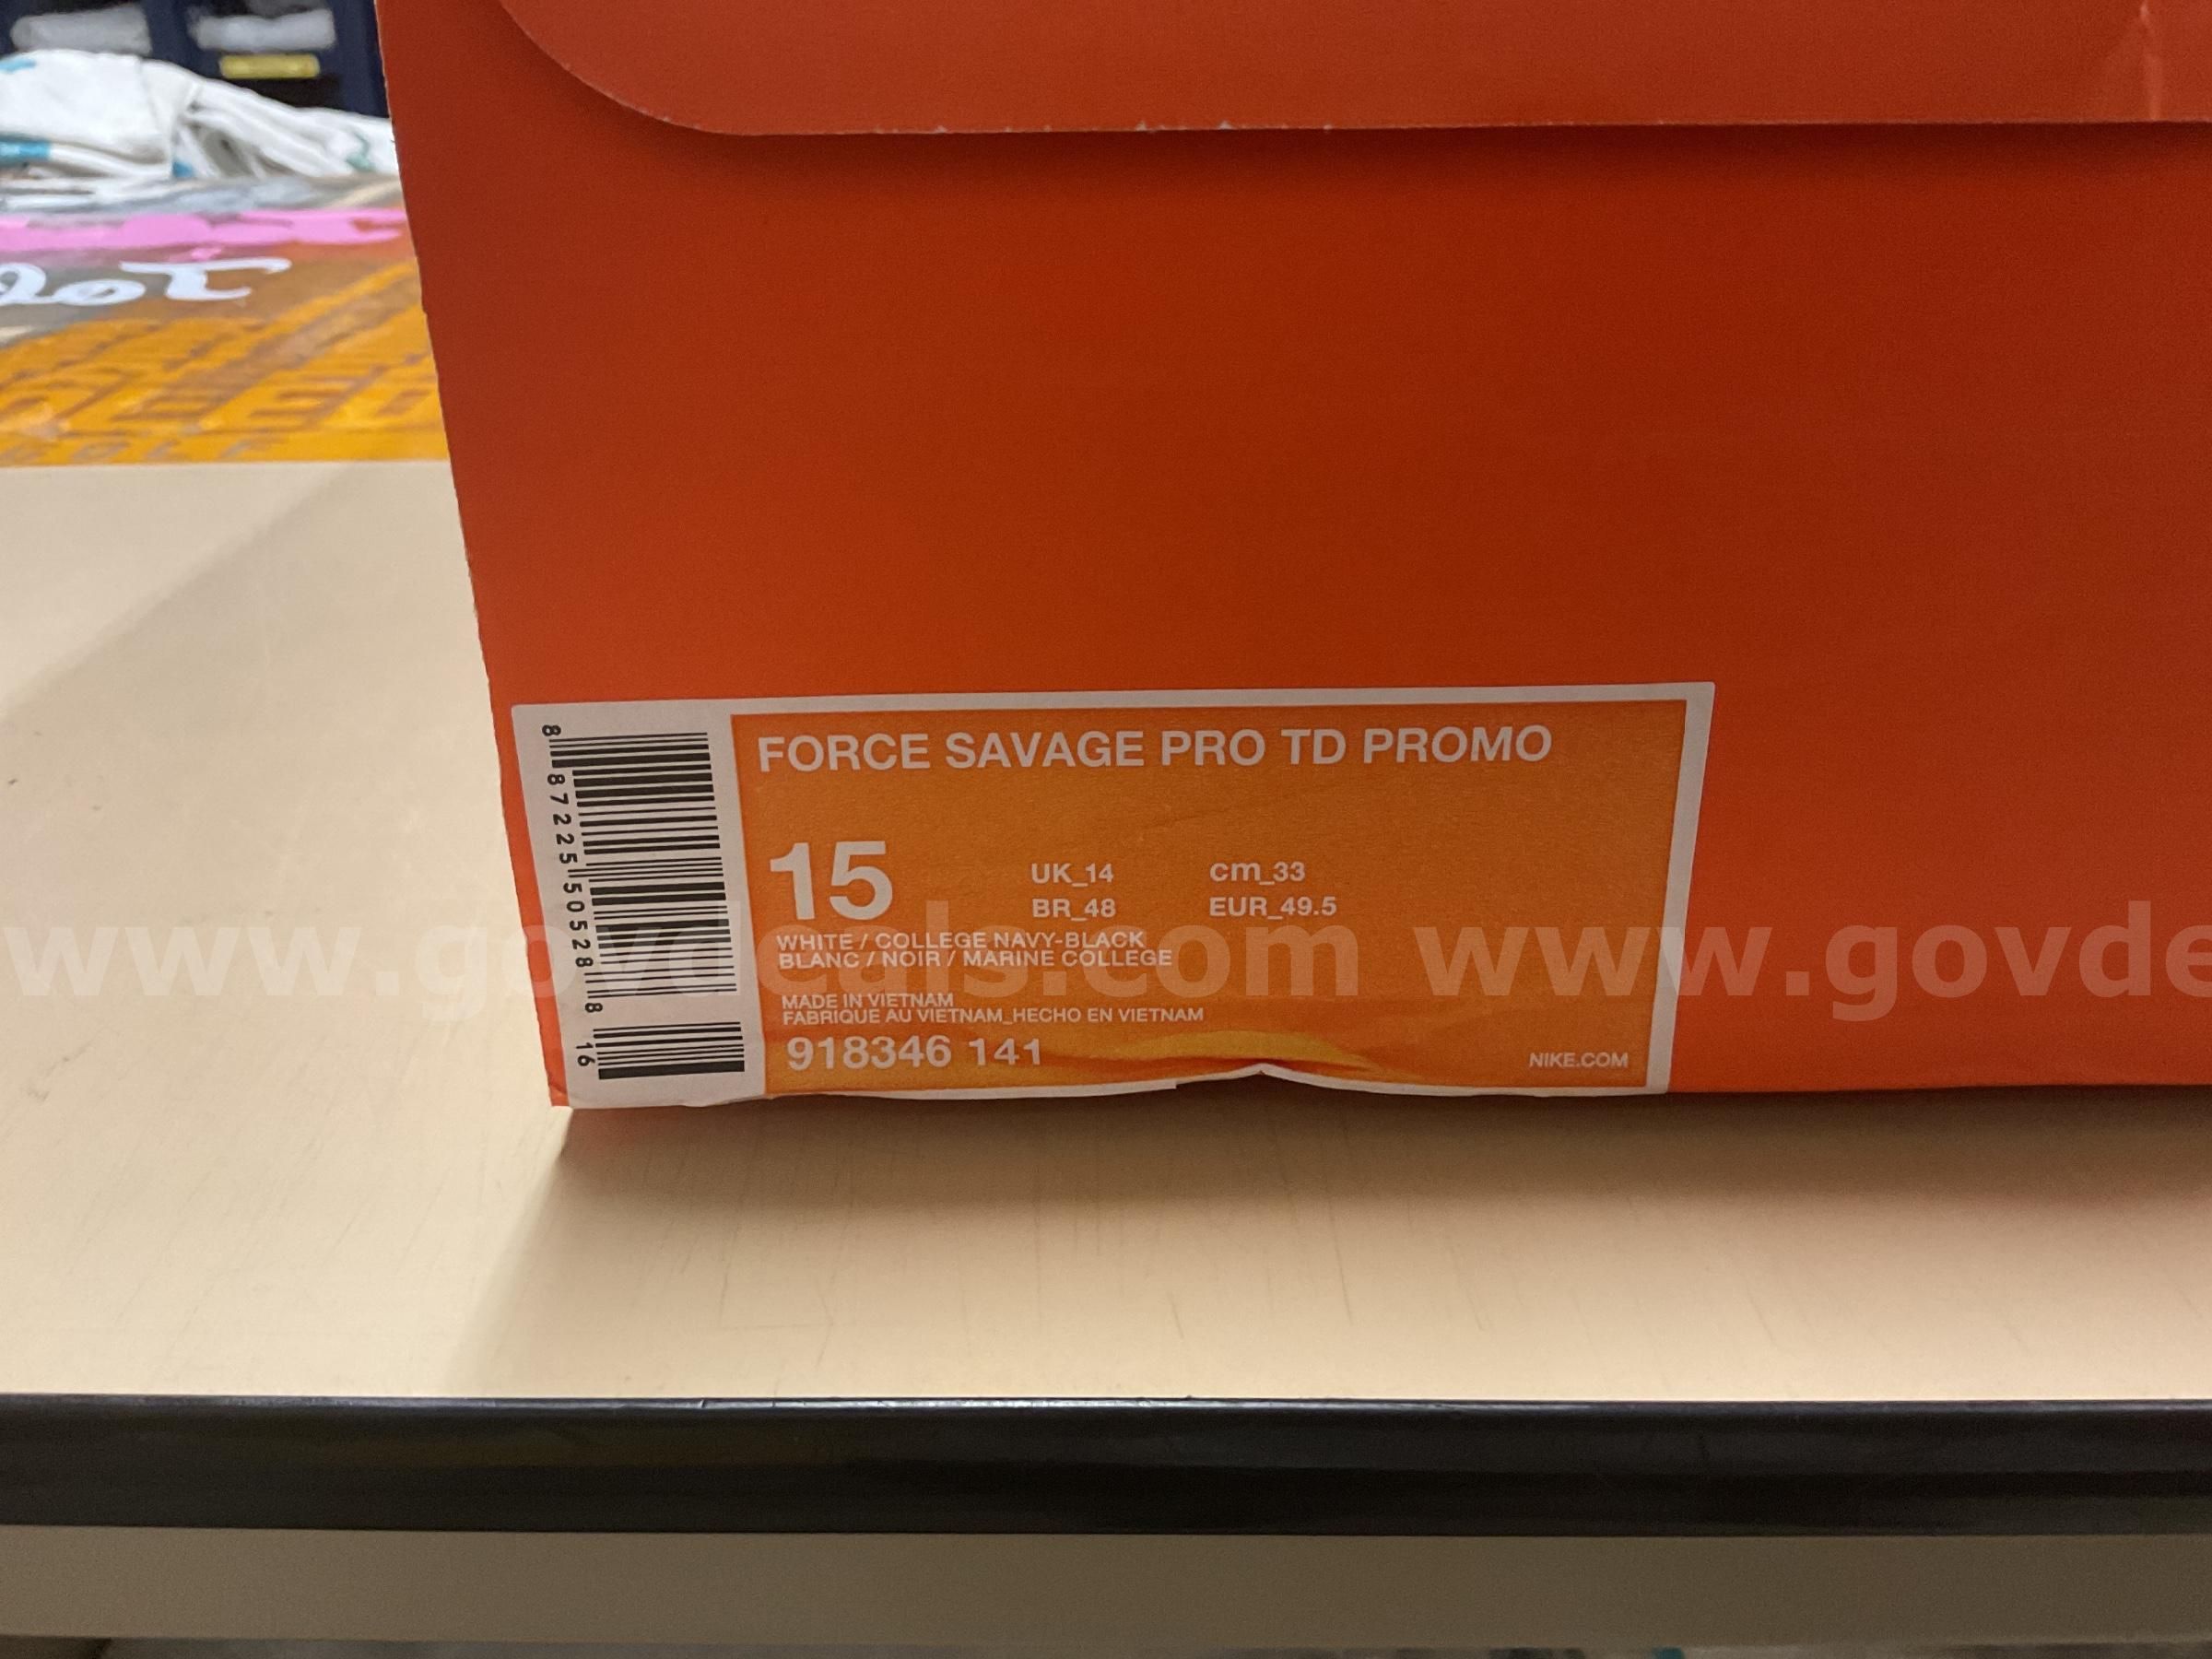 FORCE SAVAGE PRO TD PROMO
15
UK_14 cm_33
BR_48 EUR_49.5
WHITE / COLLEGE NAVY-BLACK
BLANC / NOIR / MARINE COLLEGE
MADE IN VIETNAM
FABRIQUE AU VIETNAM_HECHO EN VIETNAM
918346 141
NIKE.COM
8 87225 50528 8 16
www.govdeals.com www.govde